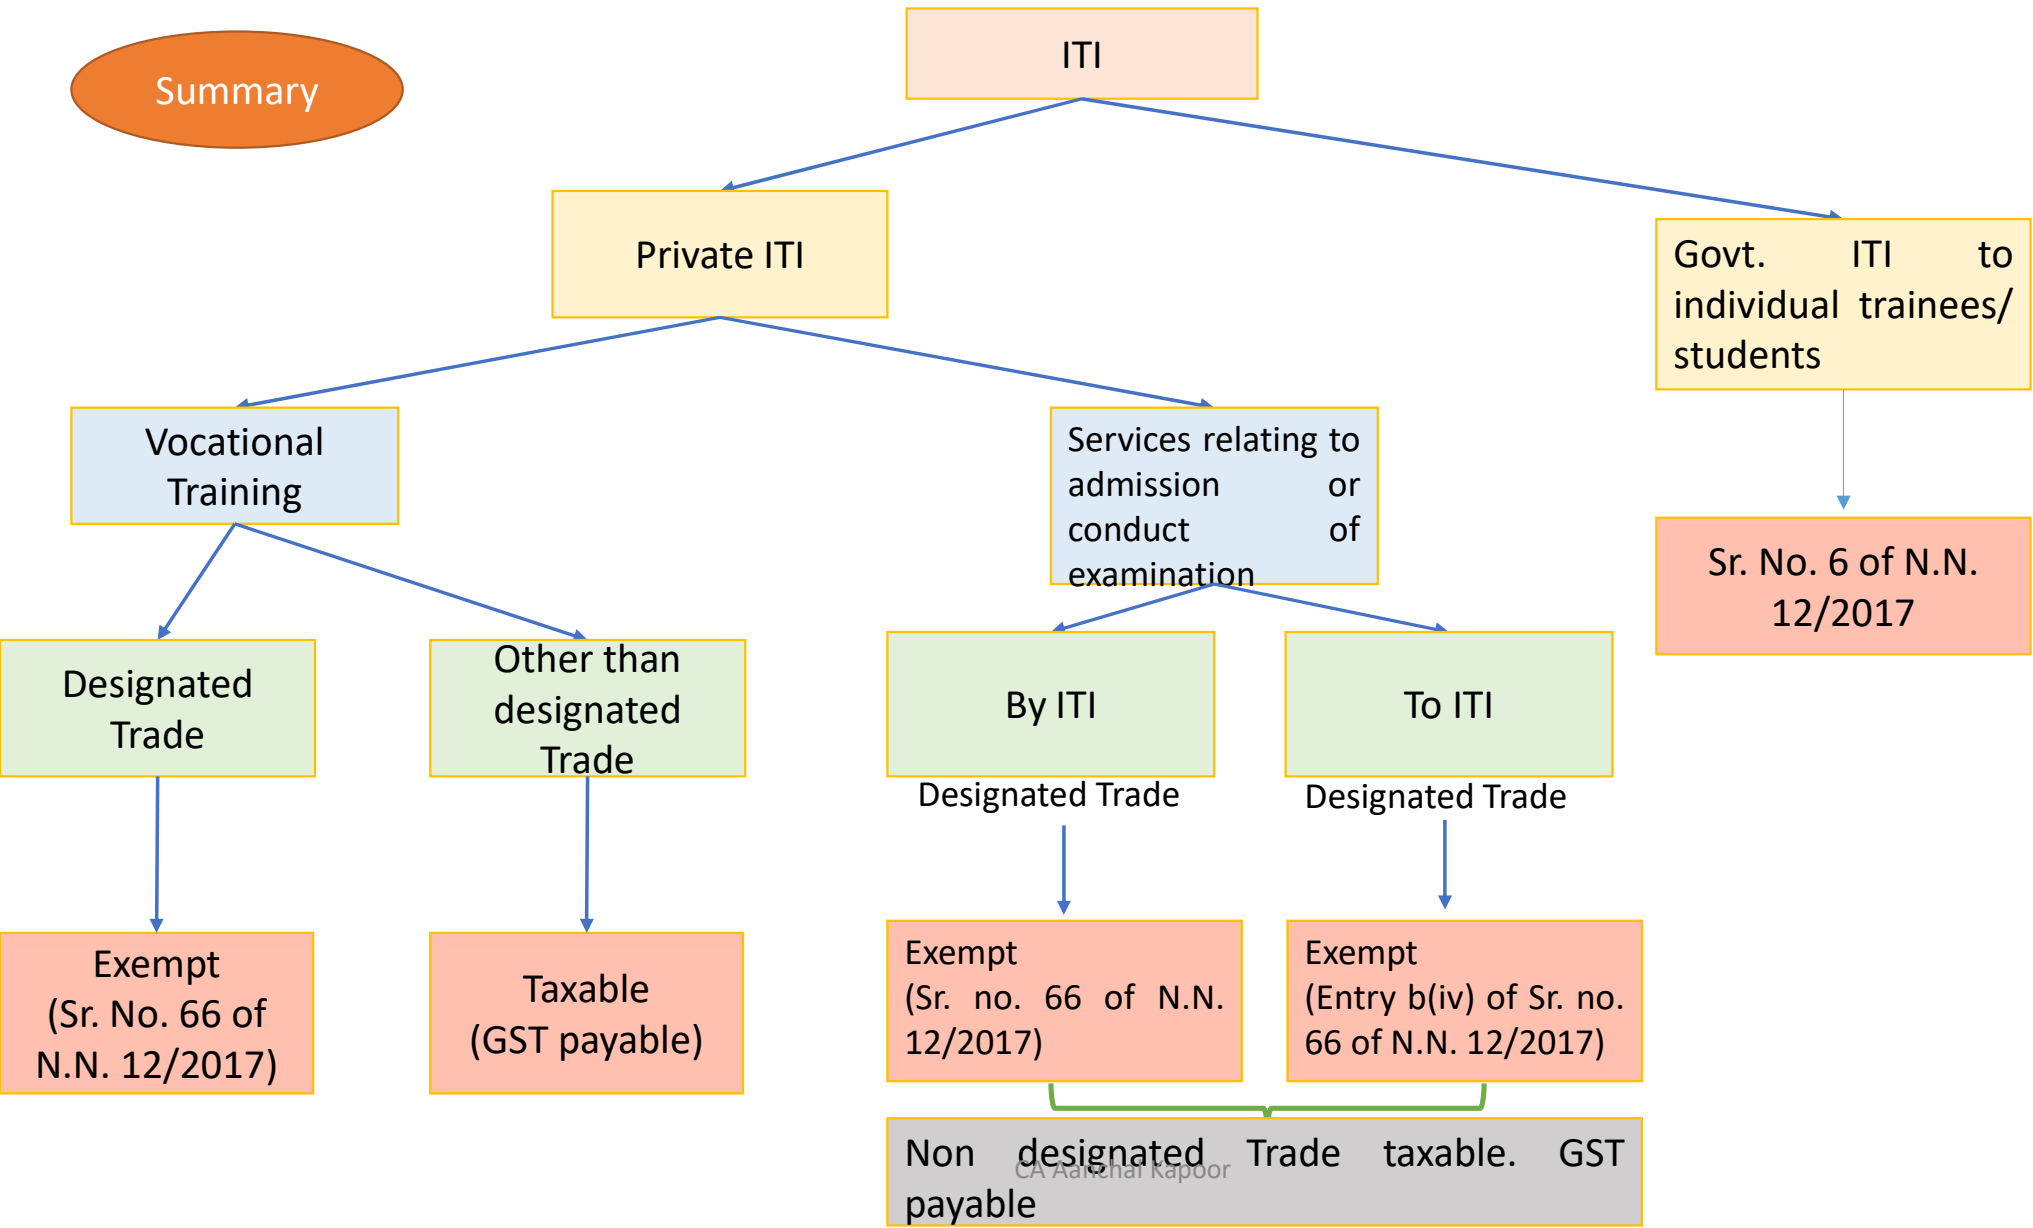 Summary
ITI
Private ITI
Govt. ITI to
individual trainees/
students
Vocational
Training
Services relating to
admission or
conduct of
examination
Sr. No. 6 of N.N.
12/2017
Designated
Trade
Other than
designated
Trade
By ITI
To ITI
Designated Trade
Designated Trade
Exempt
(Sr. No. 66 of
N.N. 12/2017)
Taxable
(GST payable)
Exempt
(Sr. no. 66 of N.N.
12/2017)
Exempt
(Entry b(iv) of Sr. no.
66 of N.N. 12/2017)
Non designated Trade taxable. GST
payable
CA Aanchal Kapoor